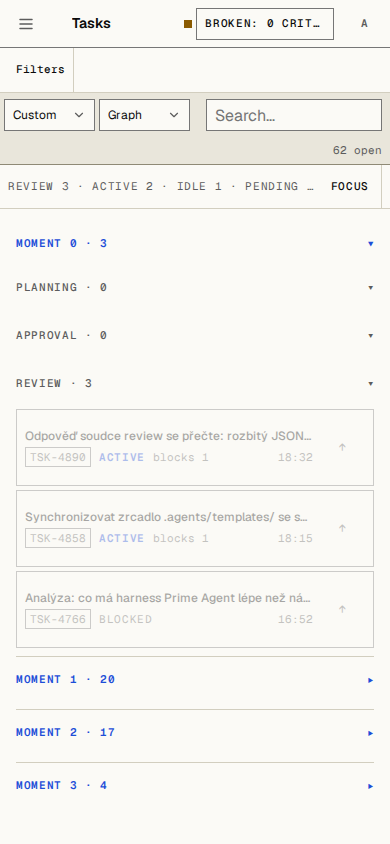 Tasks
BROKEN: 0 CRIT…
A
Filters
Custom
Graph
Search…
62 open
REVIEW 3 · ACTIVE 2 · IDLE 1 · PENDING …
FOCUS
MOMENT 0 · 3
PLANNING · 0
APPROVAL · 0
REVIEW · 3
Odpověď soudce review se přečte: rozbitý JSON…
TSK-4890 ACTIVE blocks 1 18:32
Synchronizovat zrcadlo .agents/templates/ se s…
TSK-4858 ACTIVE blocks 1 18:15
Analýza: co má harness Prime Agent lépe než ná…
TSK-4766 BLOCKED 16:52
MOMENT 1 · 20
MOMENT 2 · 17
MOMENT 3 · 4